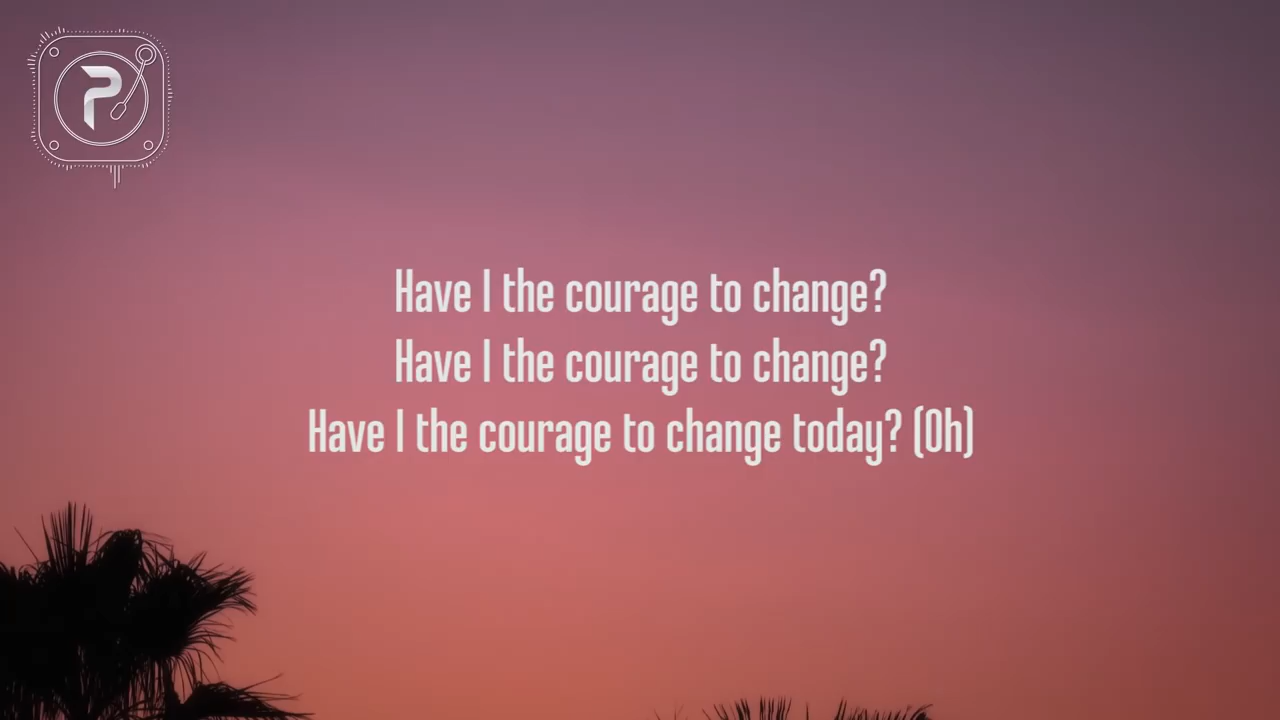 P
Have I the courage to change?
Have I the courage to change?
Have I the courage to change today? (Oh)